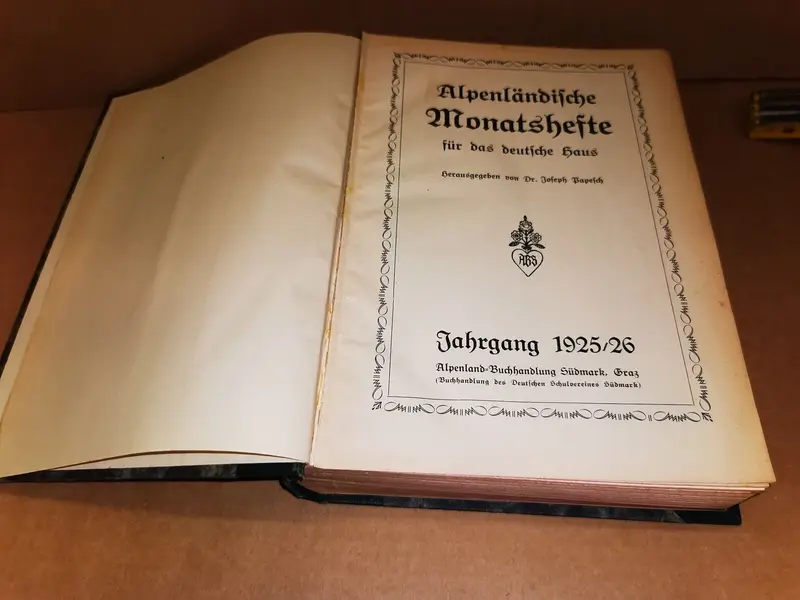 Alpenländische
Monatshefte
für das deutsche Haus
Herausgegeben von Dr. Joseph Papesch
ABS
Jahrgang 1925/26
Alpenland-Buchhandlung Südmark, Graz
(Buchhandlung des Deutschen Schulvereines Südmark)